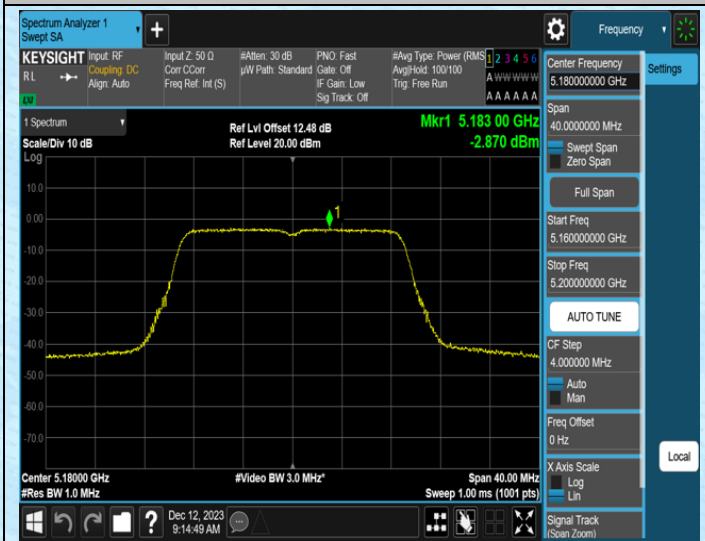 Spectrum Analyzer 1
Swept SA
Frequency
KEYSIGHT
RL
LXI
Input: RF
Coupling: DC
Align: Auto
Input Z: 50 Ω
Corr CCorr
Freq Ref: Int (S)
#Atten: 30 dB
µW Path: Standard
PNO: Fast
Gate: Off
IF Gain: Low
Sig Track: Off
#Avg Type: Power (RMS
Avg|Hold: 100/100
Trig: Free Run
1 2 3 4 5 6
A W W W W W
A A A A A A
1 Spectrum
Scale/Div 10 dB
Log
Ref Lvl Offset 12.48 dB
Ref Level 20.00 dBm
Mkr1 5.183 00 GHz
-2.870 dBm
10.0
0.00
-10.0
-20.0
-30.0
-40.0
-50.0
-60.0
-70.0
1
Center 5.18000 GHz
#Res BW 1.0 MHz
#Video BW 3.0 MHz*
Span 40.00 MHz
Sweep 1.00 ms (1001 pts)
Dec 12, 2023
9:14:49 AM
Center Frequency
5.180000000 GHz
Settings
Span
40.0000000 MHz
Swept Span
Zero Span
Full Span
Start Freq
5.160000000 GHz
Stop Freq
5.200000000 GHz
AUTO TUNE
CF Step
4.000000 MHz
Auto
Man
Freq Offset
0 Hz
X Axis Scale
Log
Lin
Local
Signal Track
(Span Zoom)